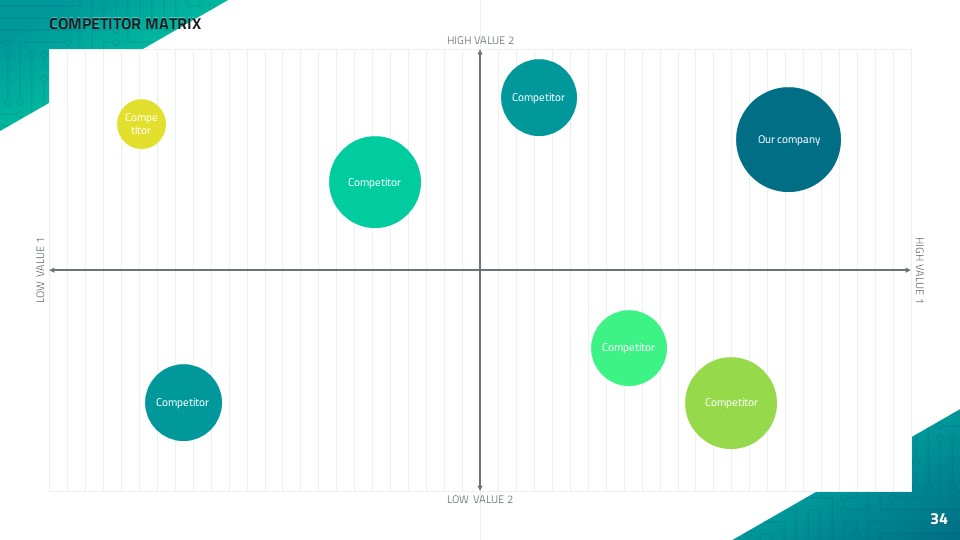 COMPETITOR MATRIX
HIGH VALUE 2
Competitor
Compe
titor
Our company
Competitor
LOW VALUE 1
HIGH VALUE 1
Competitor
Competitor
Competitor
LOW VALUE 2
34